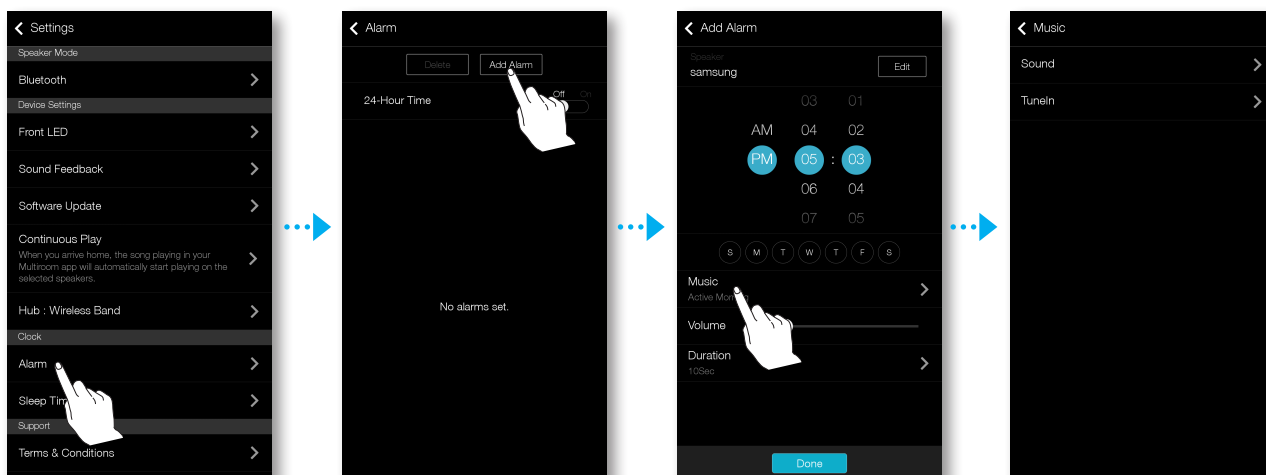 Settings
Speaker Mode
Bluetooth
Device Settings
Front LED
Sound Feedback
Software Update
Continuous Play
When you arrive home, the song playing in your
Multiroom app will automatically start playing on the
selected speakers.
Hub : Wireless Band
Clock
Alarm
Sleep Tim
Support
Terms & Conditions
Alarm
Delete
Add Alarm
24-Hour Time
Off On
No alarms set.
Add Alarm
Speaker
samsung
Edit
03 01
AM 04 02
PM 05 : 03
06 04
07 05
S M T W T F S
Music
Active Mor
Volume
Duration
10Sec
Done
Music
Sound
TuneIn